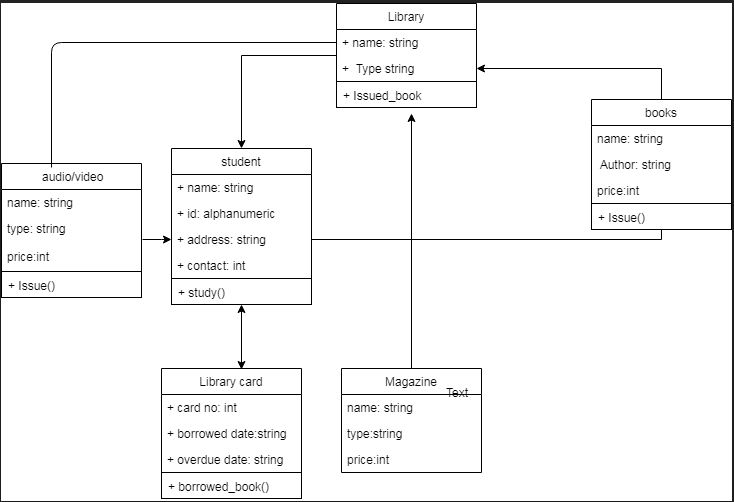 Library
+ name: string
+ Type string
+ Issued_book
books
name: string
Author: string
price:int
+ Issue()
student
+ name: string
+ id: alphanumeric
+ address: string
+ contact: int
+ study()
audio/video
name: string
type: string
price:int
+ Issue()
Library card
+ card no: int
+ borrowed date:string
+ overdue date: string
+ borrowed_book()
Magazine
Text
name: string
type:string
price:int